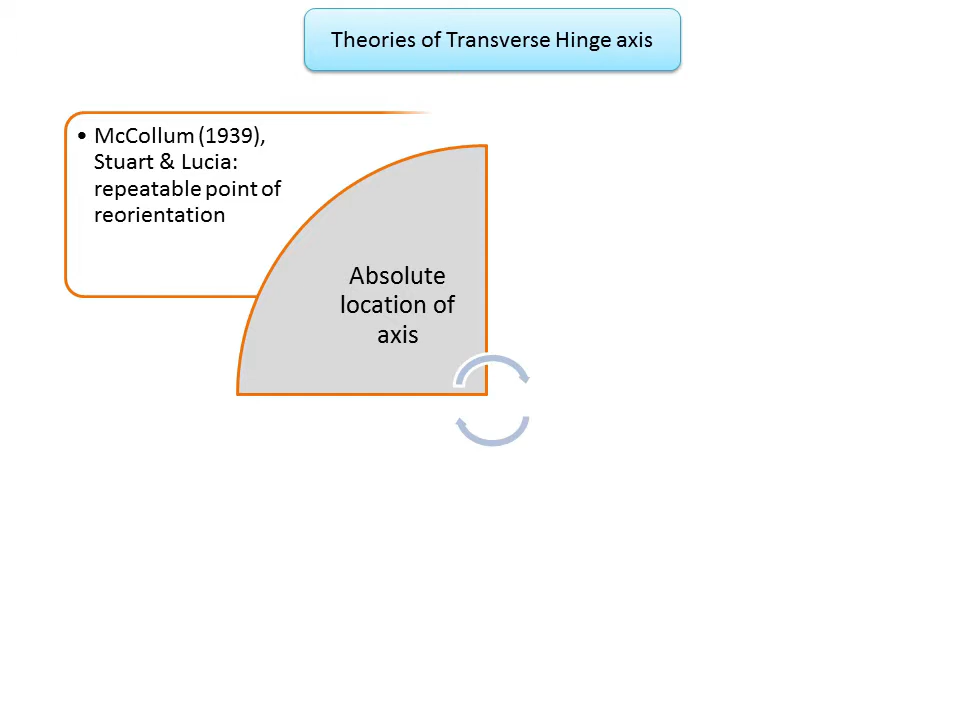 Theories of Transverse Hinge axis
• McCollum (1939),
Stuart & Lucia:
repeatable point of
reorientation
Absolute
location of
axis